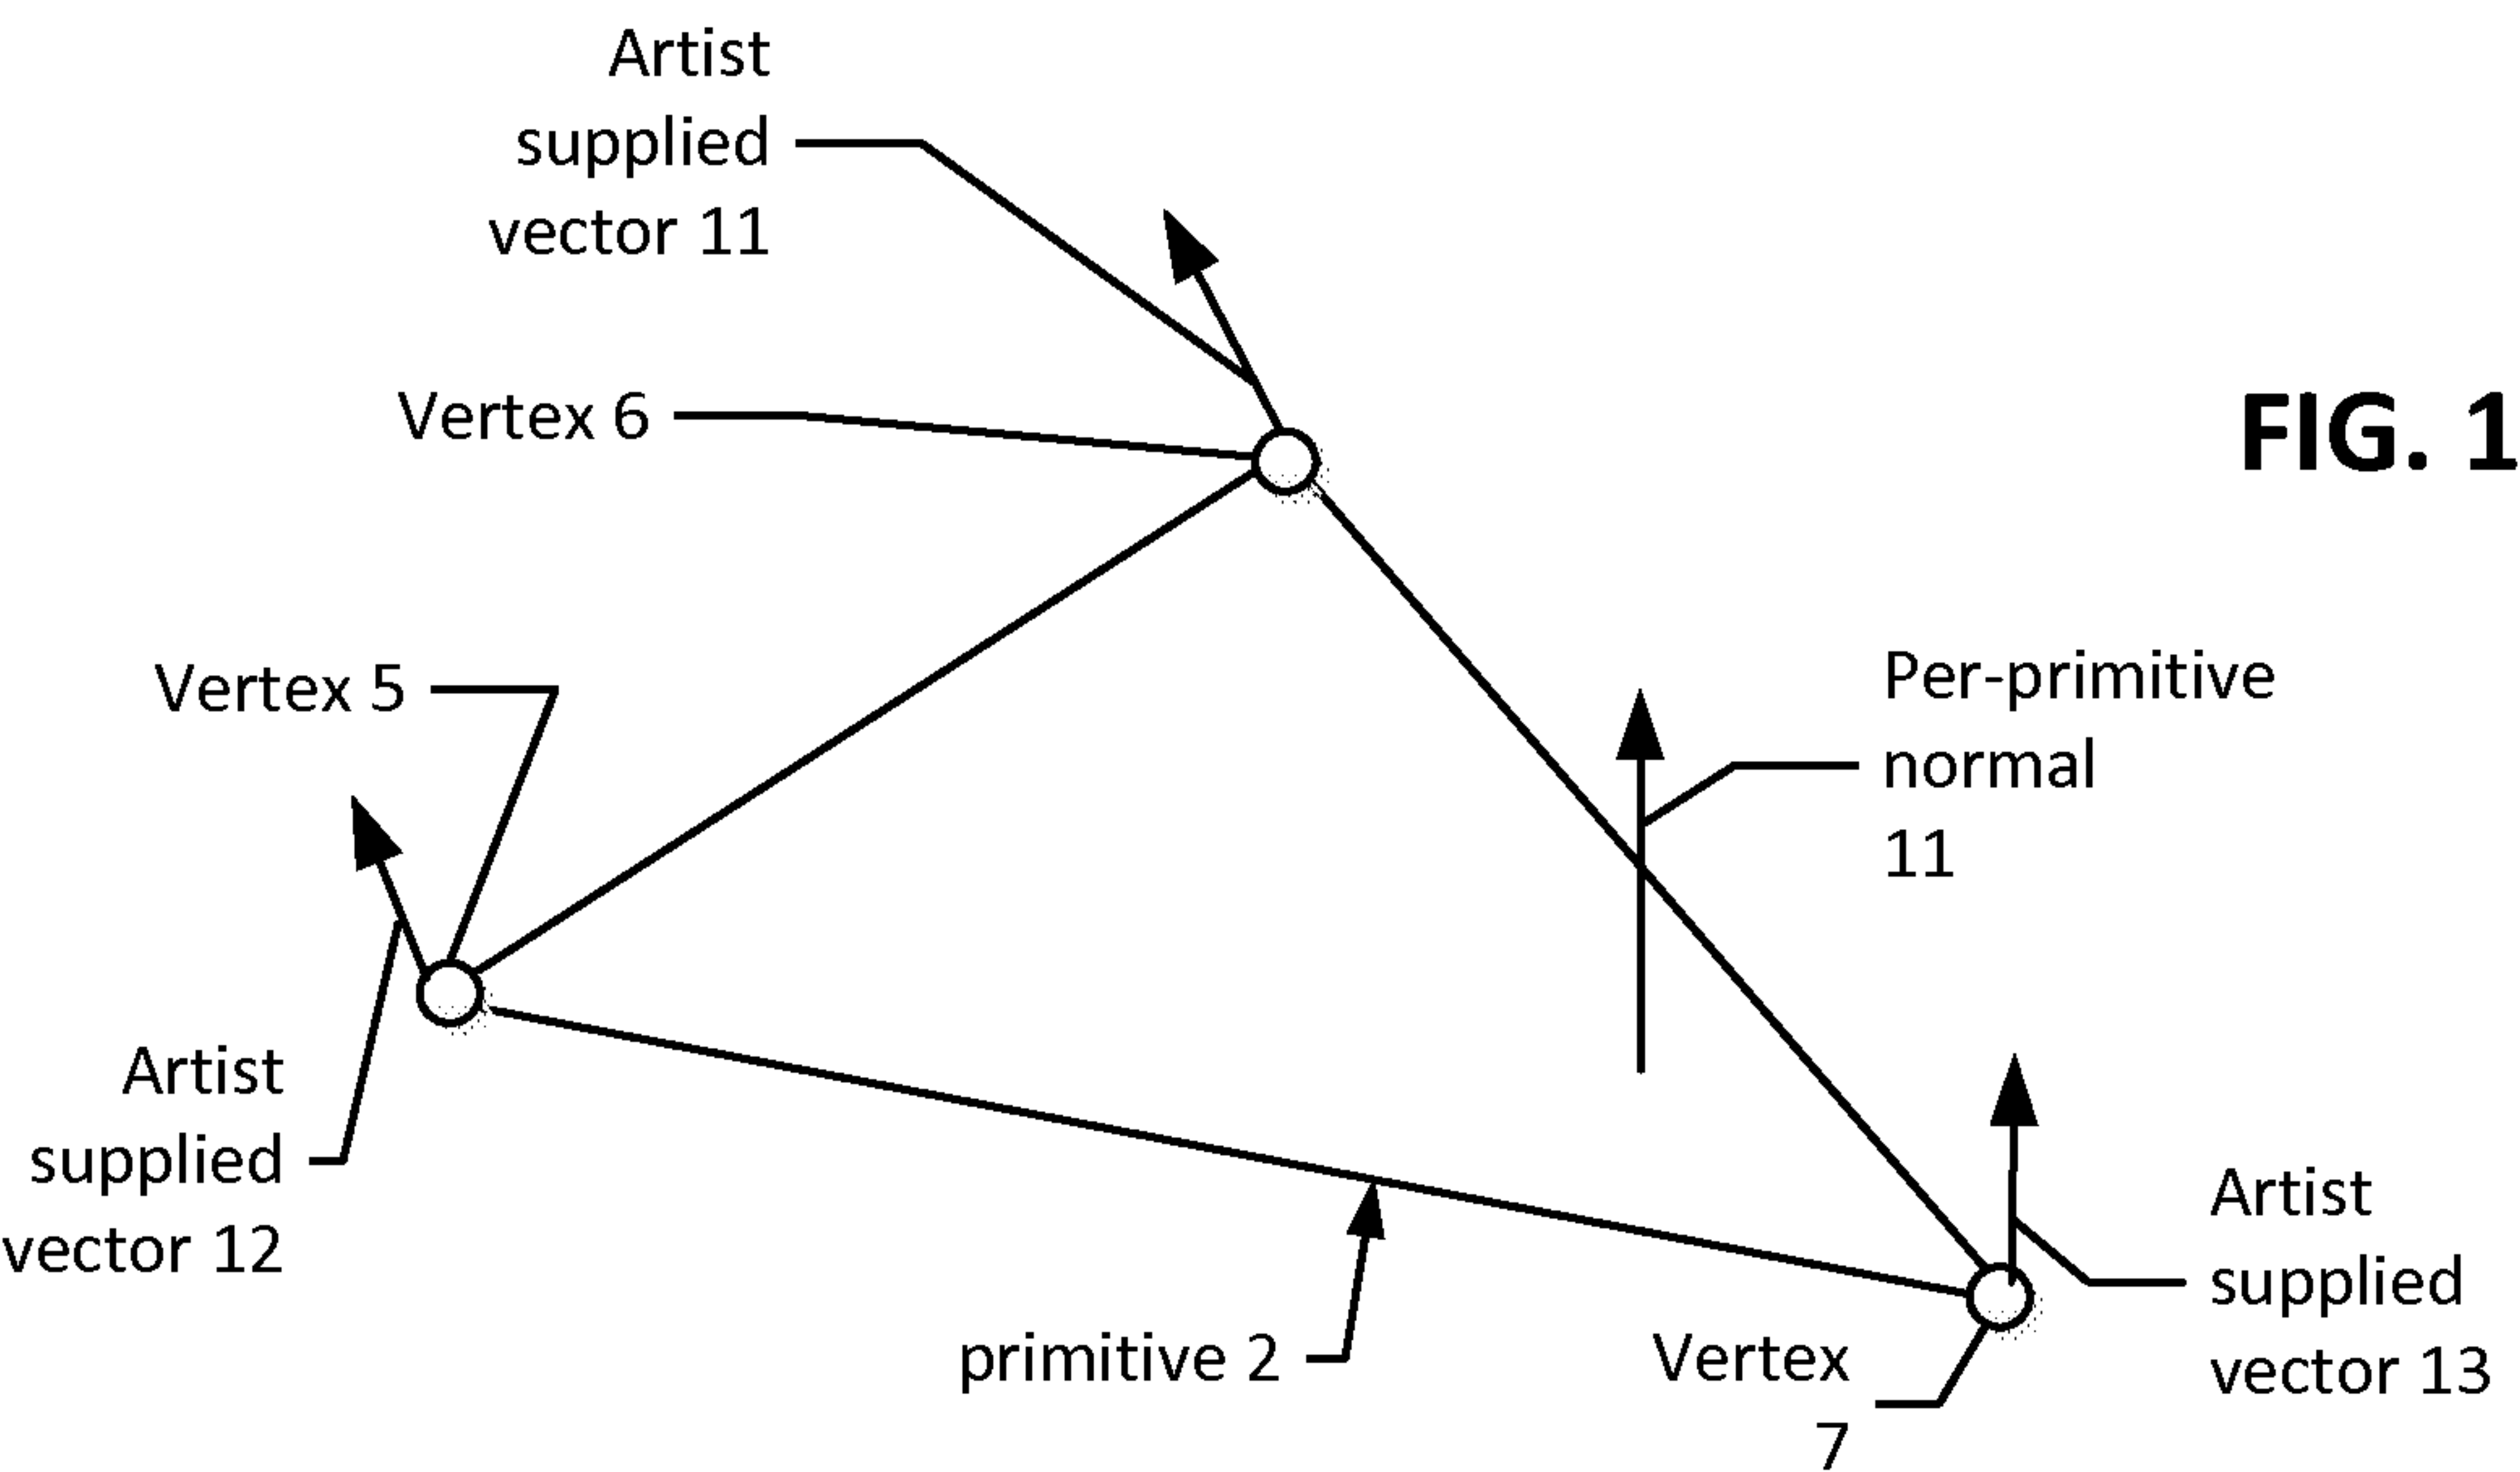 Artist
supplied
vector 11
Vertex 6
FIG. 1
Vertex 5
Per-primitive
normal
11
Artist
supplied
vector 12
Artist
supplied
vector 13
primitive 2
Vertex
7